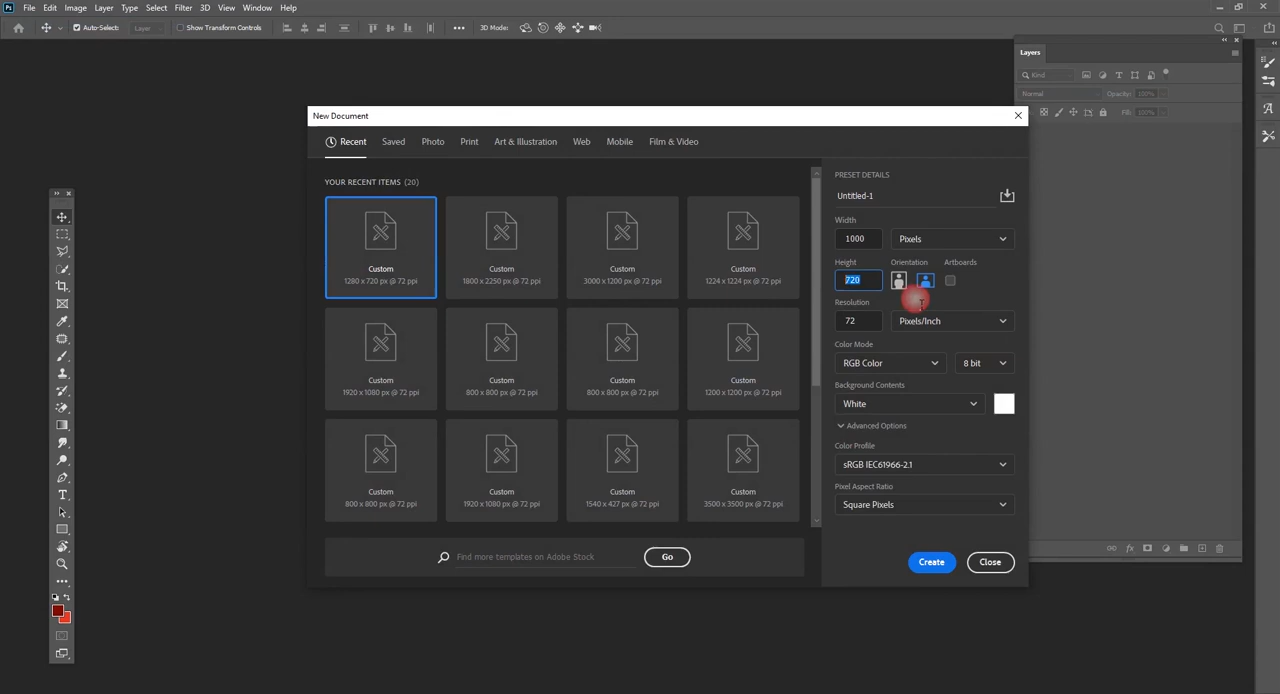 Ps File Edit Image Layer Type Select Filter 3D View Window Help
Auto-Select: Layer Show Transform Controls 3D Mode:
Layers
Kind
Normal Opacity: 100%
Fill: 100%
New Document
Recent Saved Photo Print Art & Illustration Web Mobile Film & Video
YOUR RECENT ITEMS (20)
Custom Custom Custom Custom
1280 x 720 px @ 72 ppi 1800 x 2250 px @ 72 ppi 3000 x 1200 px @ 72 ppi 1224 x 1224 px @ 72 ppi
Custom Custom Custom Custom
1920 x 1080 px @ 72 ppi 800 x 800 px @ 72 ppi 800 x 800 px @ 72 ppi 1200 x 1200 px @ 72 ppi
Custom Custom Custom Custom
800 x 800 px @ 72 ppi 1920 x 1080 px @ 72 ppi 1540 x 427 px @ 72 ppi 3500 x 3500 px @ 72 ppi
Find more templates on Adobe Stock Go
PRESET DETAILS
Untitled-1
Width
1000 Pixels
Height Orientation Artboards
720
Resolution
72 Pixels/Inch
Color Mode
RGB Color 8 bit
Background Contents
White
Advanced Options
Color Profile
sRGB IEC61966-2.1
Pixel Aspect Ratio
Square Pixels
Create Close